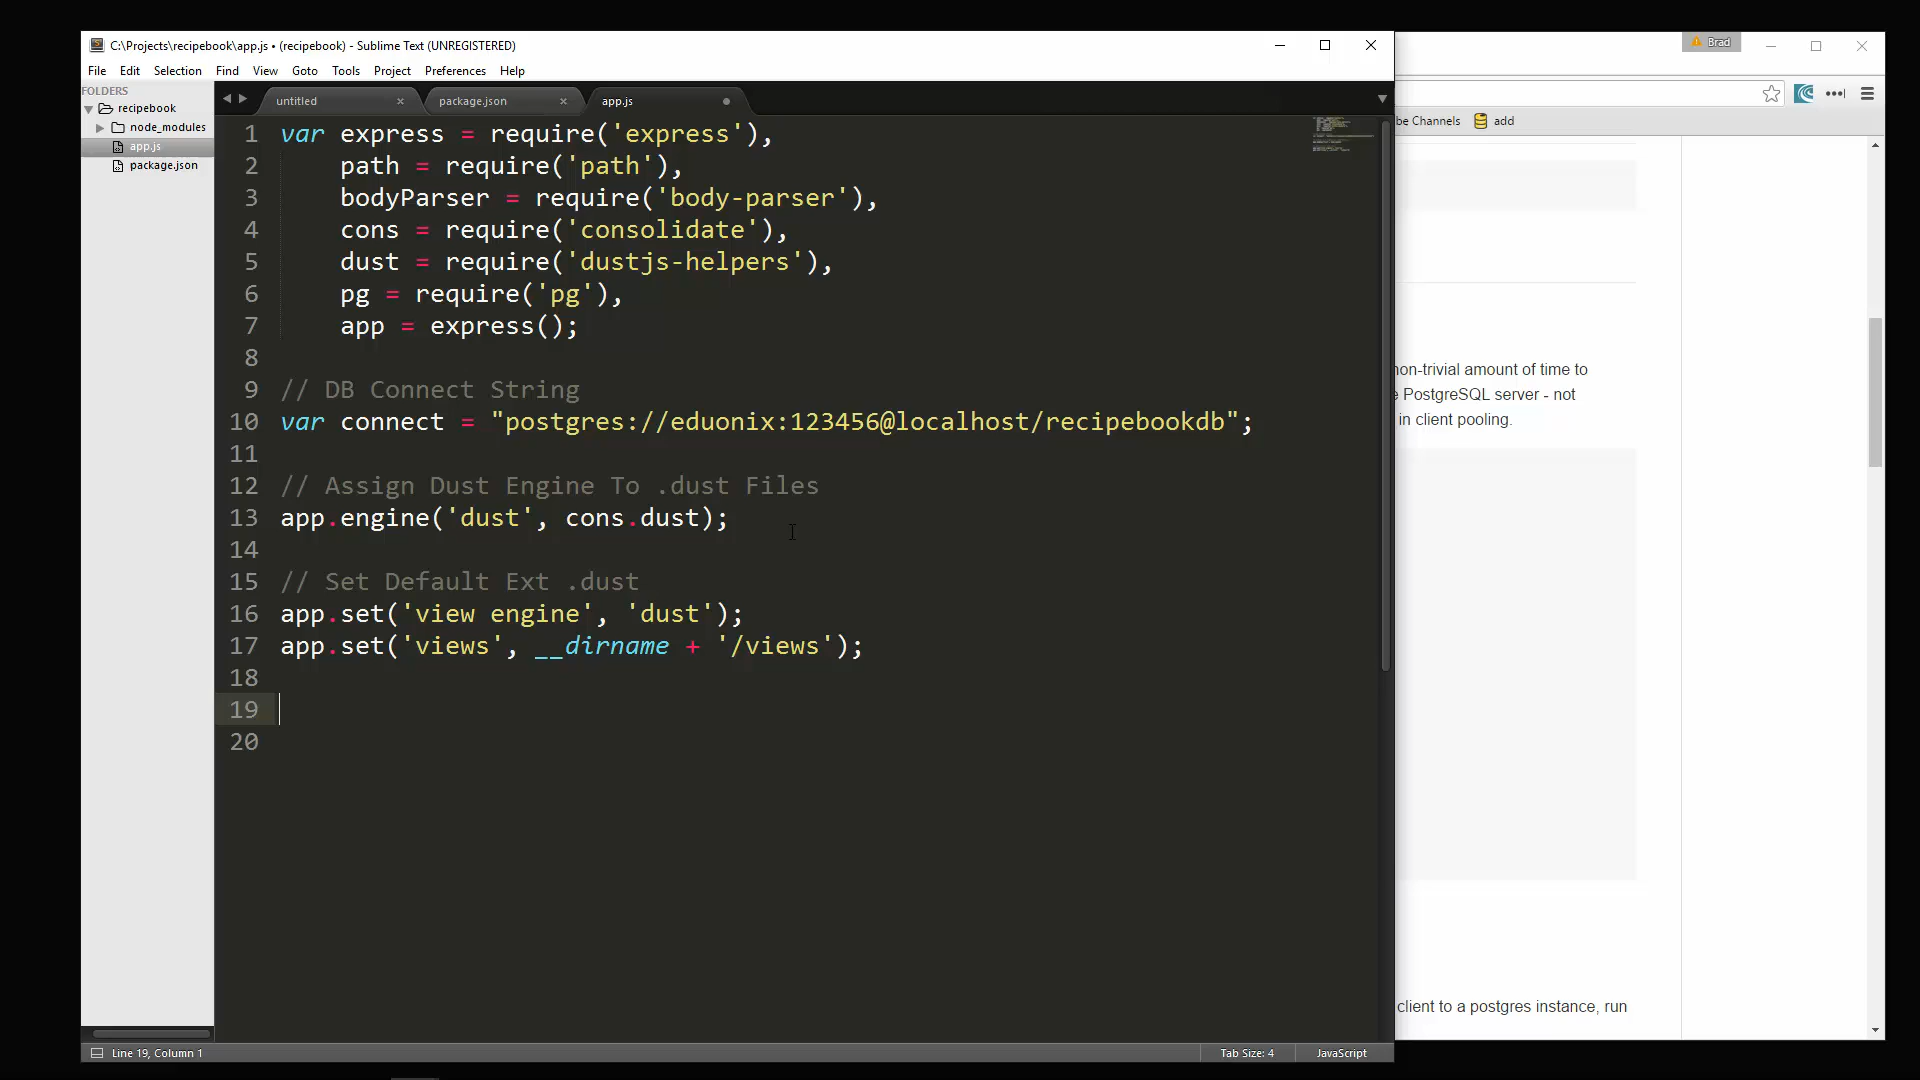 C:\Projects\recipebook\app.js • (recipebook) - Sublime Text (UNREGISTERED)
Brad
File Edit Selection Find View Goto Tools Project Preferences Help
FOLDERS
recipebook
node_modules
app.js
package.json
untitled
package.json
app.js
be Channels
add
1 var express = require('express'),
2 path = require('path'),
3 bodyParser = require('body-parser'),
4 cons = require('consolidate'),
5 dust = require('dustjs-helpers'),
6 pg = require('pg'),
7 app = express();
8
9 // DB Connect String
10 var connect = "postgres://eduonix:123456@localhost/recipebookdb";
11
12 // Assign Dust Engine To .dust Files
13 app.engine('dust', cons.dust);
14
15 // Set Default Ext .dust
16 app.set('view engine', 'dust');
17 app.set('views', __dirname + '/views');
18
19
20
non-trivial amount of time to
PostgreSQL server - not
in client pooling.
client to a postgres instance, run
Line 19, Column 1
Tab Size: 4
JavaScript